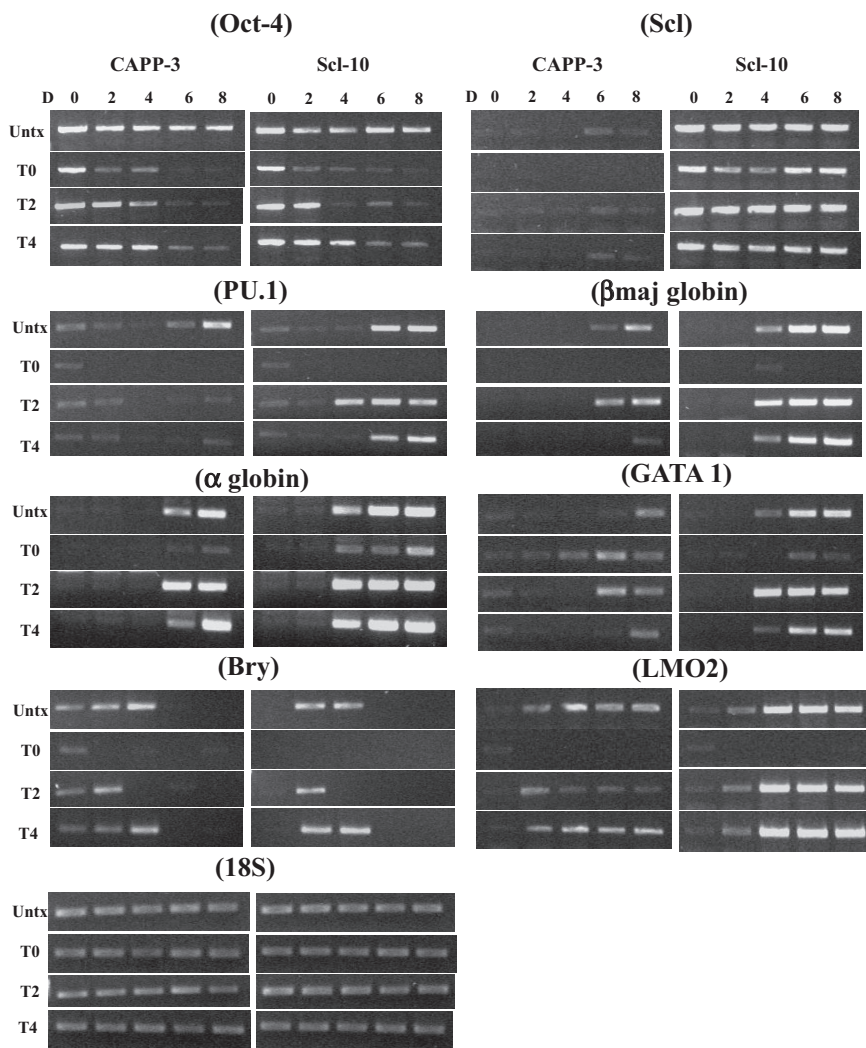 (Oct-4) (Scl)
CAPP-3 Scl-10 CAPP-3 Scl-10
D 0 2 4 6 8 0 2 4 6 8 D 0 2 4 6 8 0 2 4 6 8
Untx
T0
T2
T4
(PU.1) (βmaj globin)
Untx
T0
T2
T4
(α globin) (GATA 1)
Untx
T0
T2
T4
(Bry) (LMO2)
Untx
T0
T2
T4
(18S)
Untx
T0
T2
T4